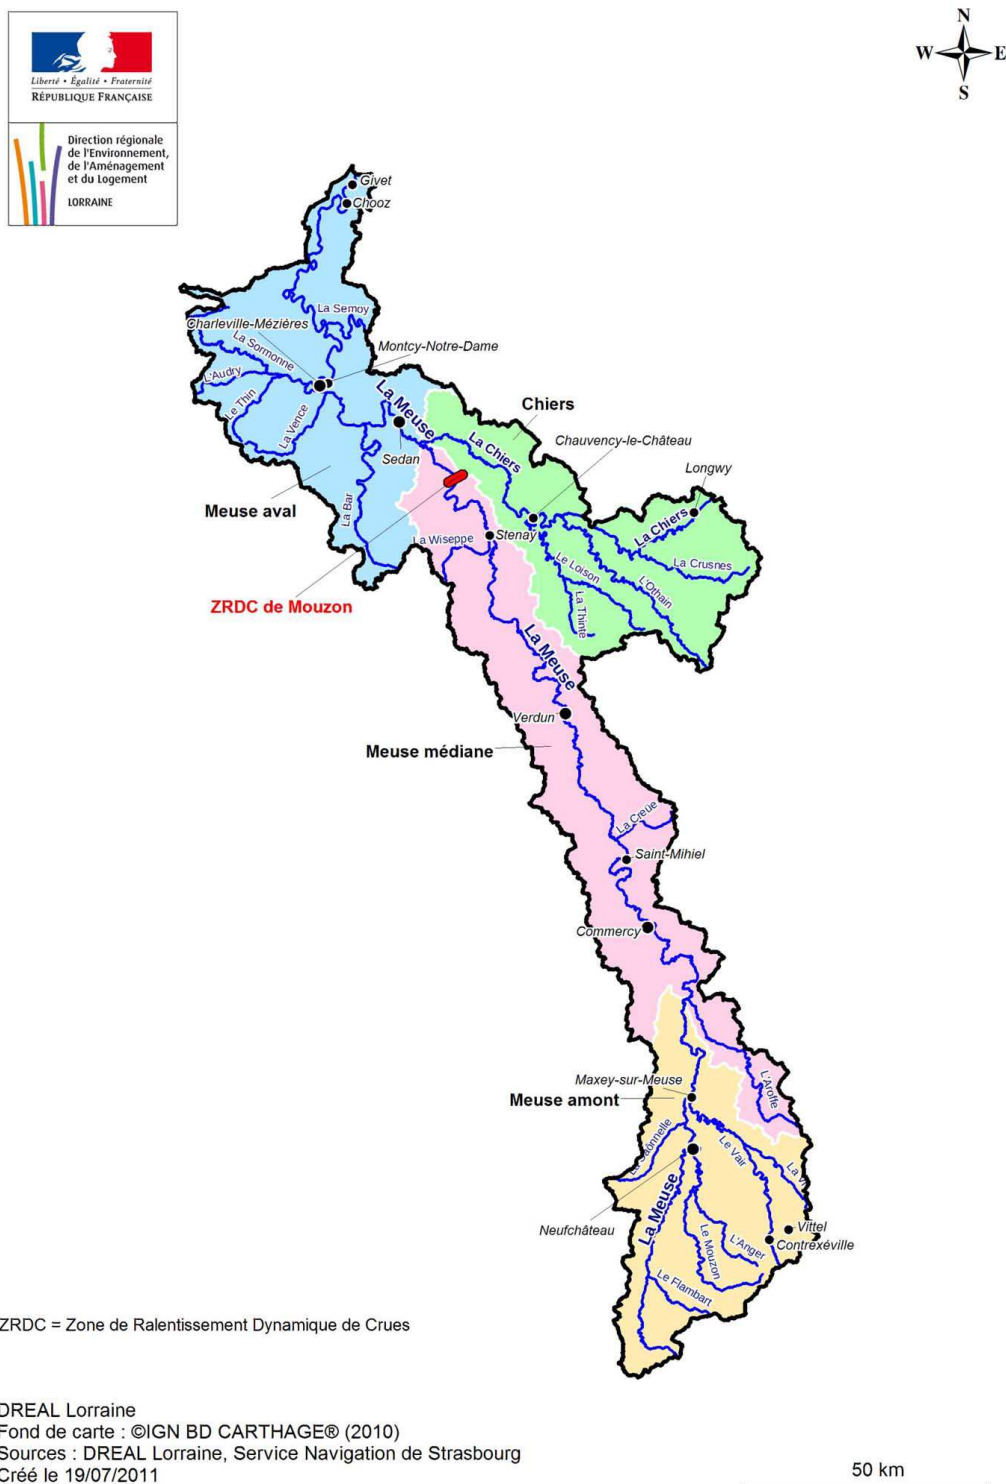 N
W
E
S
Liberté • Égalité • Fraternité
RÉPUBLIQUE FRANÇAISE
Direction régionale
de l'Environnement,
de l'Aménagement
et du Logement
LORRAINE
Givet
Chooz
La Semoy
Charleville-Mézières
La Sormonne
Montcy-Notre-Dame
L'Audry
Le Thin
La Vence
La Meuse
Chiers
La Chiers
Chauvency-le-Château
Sedan
Longwy
Meuse aval
La Bar
La Chiers
La Wiseppe
Stenay
Le Loison
La Crusnes
L'Othain
La Thinte
ZRDC de Mouzon
La Meuse
Verdun
Meuse médiane
La Creüe
Saint-Mihiel
Commercy
Maxey-sur-Meuse
L'Aroffe
Meuse amont
Le Vair
La Meuse
Neufchâteau
Vittel
Contrexéville
L'Anger
Le Mouzon
Le Flambart
ZRDC = Zone de Ralentissement Dynamique de Crues
DREAL Lorraine
Fond de carte : ©IGN BD CARTHAGE® (2010)
Sources : DREAL Lorraine, Service Navigation de Strasbourg
Créé le 19/07/2011
50 km